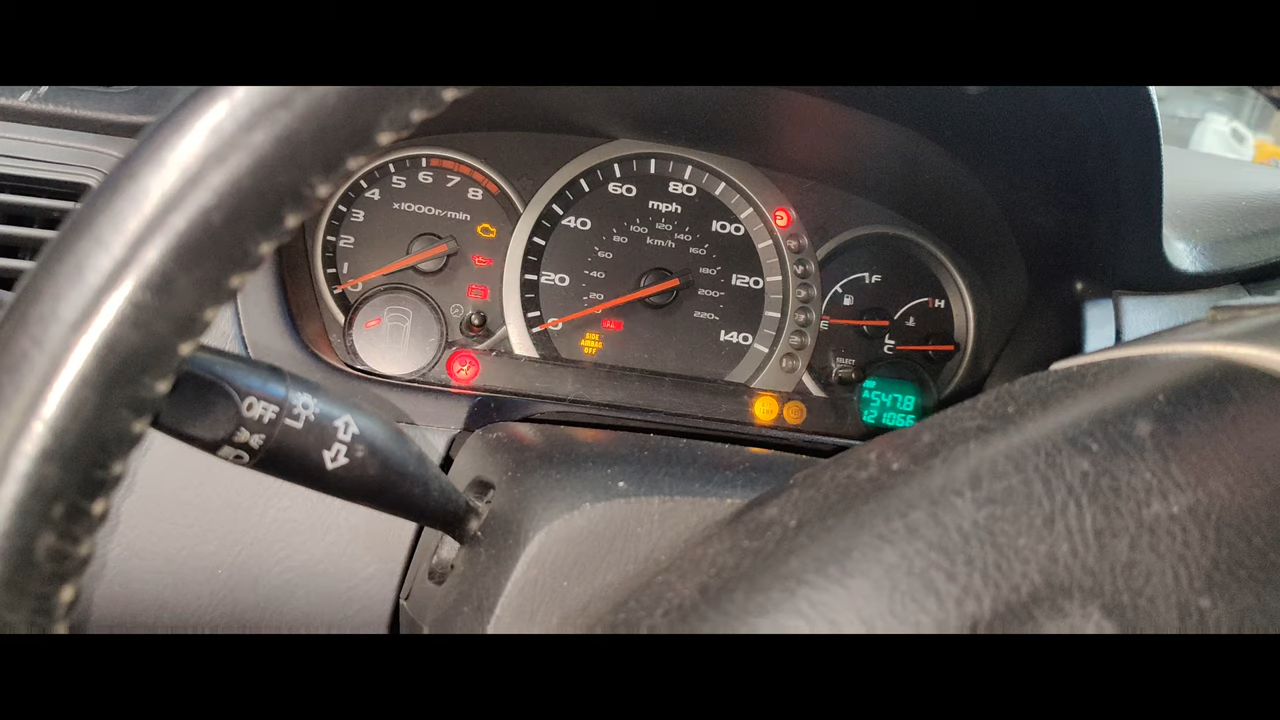 0 1 2 3 4 5 6 7 8
x1000r/min
0 20 40 60 80 100 120 140
mph
20 40 60 80 100 120 140 160 180 200 220
km/h
SIDE
AIRBAG
OFF
F
E
H
C
SELECT
A 547.8
121066
OFF